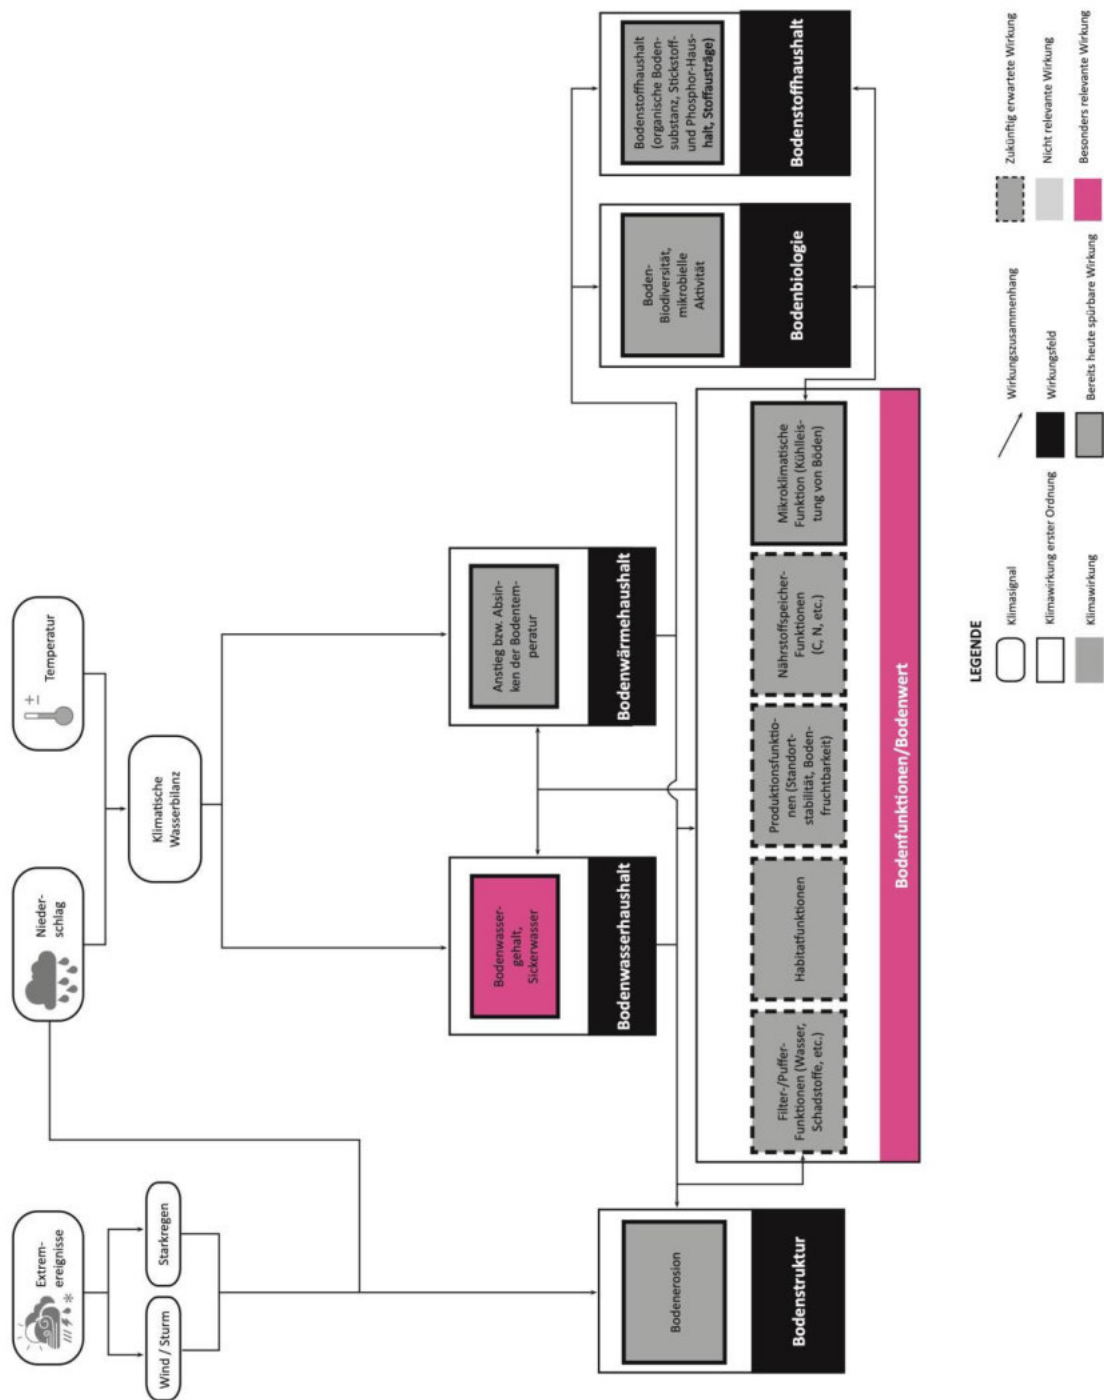 Extrem-
ereignisse
Nieder-
schlag
Temperatur
Wind / Sturm
Starkregen
Klimatische
Wasserbilanz
Bodenwasser-
gehalt,
Sickerwasser
Bodenwasserhaushalt
Anstieg bzw. Absin-
ken der Bodentem-
peratur
Bodenwärmehaushalt
Bodenerosion
Bodenstruktur
Boden-
Biodiversität,
mikrobielle
Aktivität
Bodenbiologie
Bodenstoffhaushalt
(organische Boden-
substanz, Stickstoff-
und Phosphor-Haus-
halt, Stoffausträge)
Bodenstoffhaushalt
Filter-/Puffer-
Funktionen (Wasser,
Schadstoffe, etc.)
Habitatfunktionen
Produktionsfunktio-
nen (Standort-
stabilität, Boden-
fruchtbarkeit)
Nährstoffspeicher-
Funktionen
(C, N, etc.)
Mikroklimatische
Funktion (Kühlleis-
tung von Böden)
Bodenfunktionen/Bodenwert
LEGENDE
Klimasignal
Klimawirkung erster Ordnung
Klimawirkung
Wirkungszusammenhang
Wirkungsfeld
Bereits heute spürbare Wirkung
Zukünftig erwartete Wirkung
Nicht relevante Wirkung
Besonders relevante Wirkung